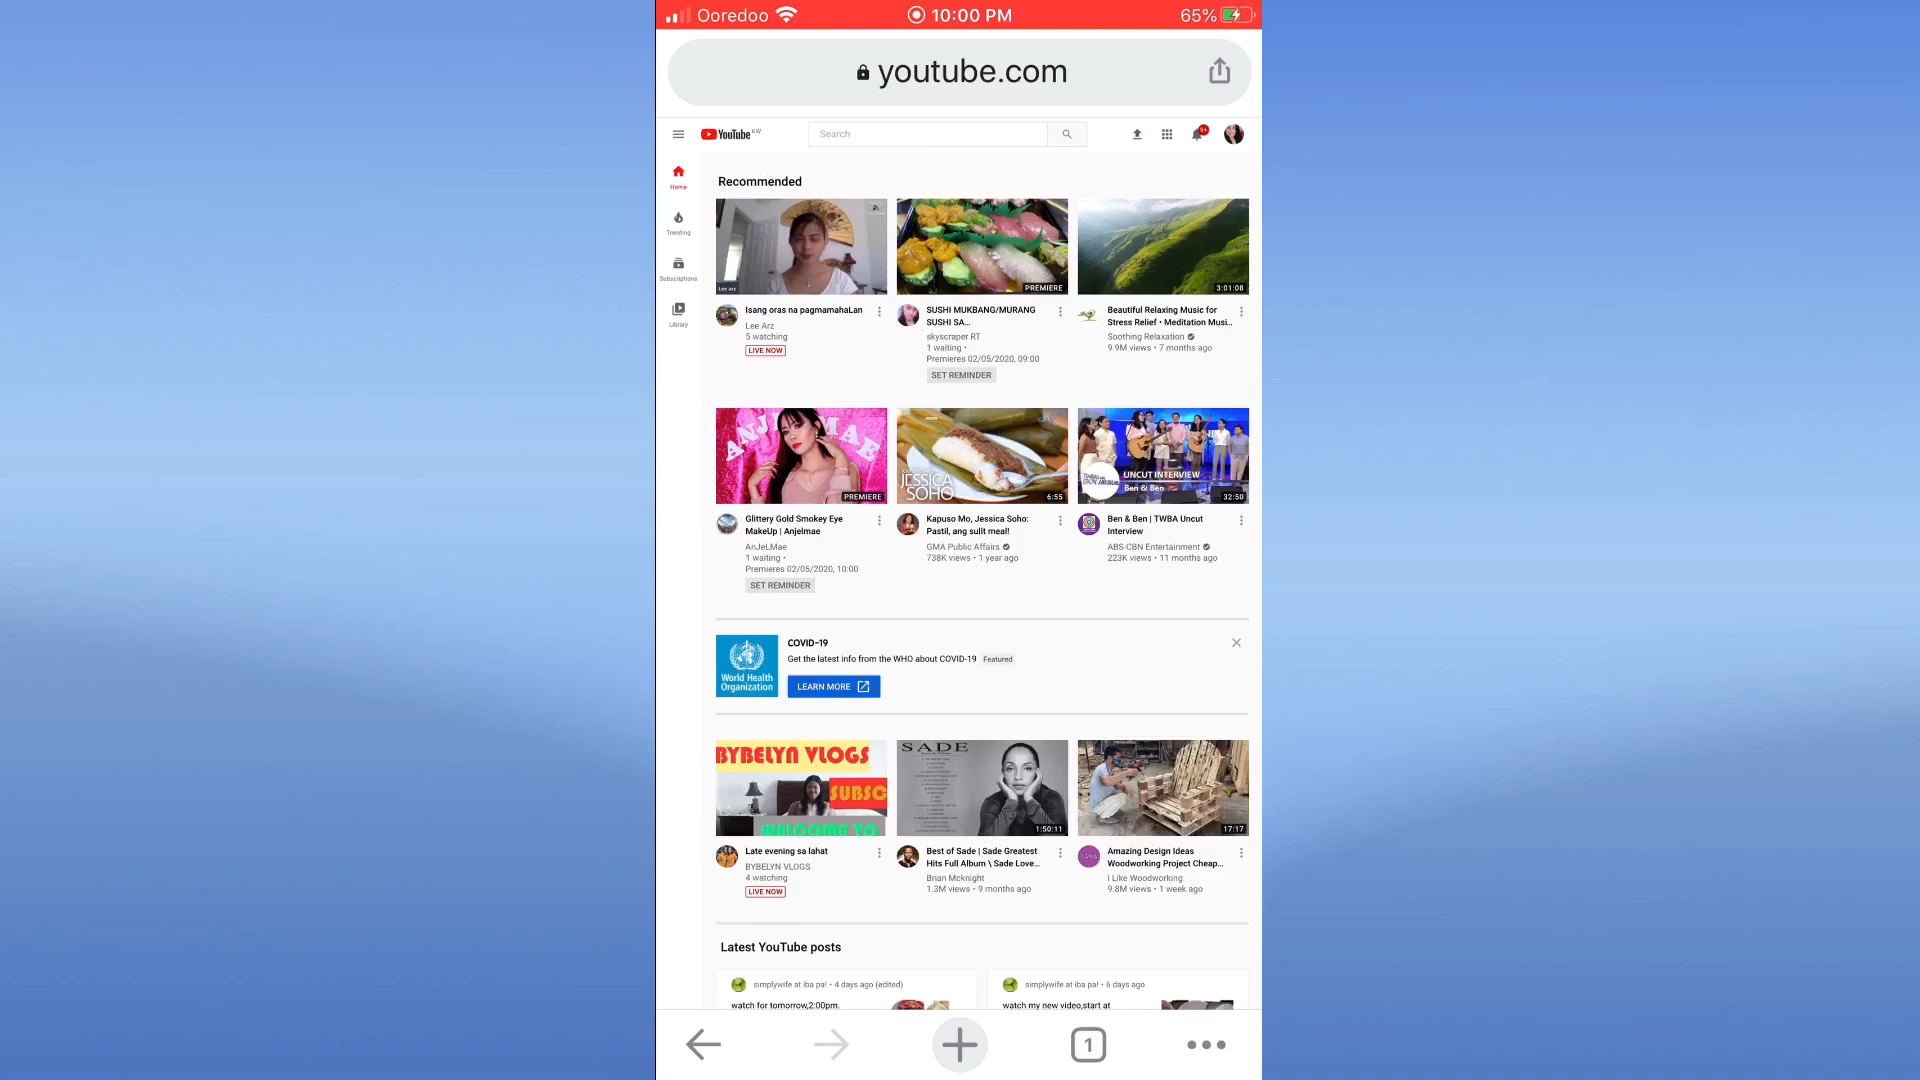 Ooredoo 10:00 PM 65%
youtube.com
YouTube KW Search 9+
Home
Trending
Subscriptions
Library
Recommended
Lee arz
PREMIERE
3:01:08
Isang oras na pagmamahaLan
Lee Arz
5 watching
LIVE NOW
SUSHI MUKBANG/MURANG
SUSHI SA...
skyscraper RT
1 waiting •
Premieres 02/05/2020, 09:00
SET REMINDER
Beautiful Relaxing Music for
Stress Relief • Meditation Musi...
Soothing Relaxation
9.9M views • 7 months ago
ANJELMAE
PREMIERE
JESSICA
SOHO
6:55
UNCUT INTERVIEW
Ben & Ben
32:50
Glittery Gold Smokey Eye
MakeUp | Anjelmae
AnJeLMae
1 waiting •
Premieres 02/05/2020, 10:00
SET REMINDER
Kapuso Mo, Jessica Soho:
Pastil, ang sulit meal!
GMA Public Affairs
738K views • 1 year ago
Ben & Ben | TWBA Uncut
Interview
ABS-CBN Entertainment
223K views • 11 months ago
World Health
Organization
COVID-19
Get the latest info from the WHO about COVID-19 Featured
LEARN MORE
BYBELYN VLOGS
SUBSC
WELCOME YO
SADE
1:50:11
17:17
Late evening sa lahat
BYBELYN VLOGS
4 watching
LIVE NOW
Best of Sade | Sade Greatest
Hits Full Album \ Sade Love...
Brian Mcknight
1.3M views • 9 months ago
Amazing Design Ideas
Woodworking Project Cheap...
I Like Woodworking
9.8M views • 1 week ago
Latest YouTube posts
simplywife at iba pa! • 4 days ago (edited)
watch for tomorrow,2:00pm.
simplywife at iba pa! • 6 days ago
watch my new video,start at
1